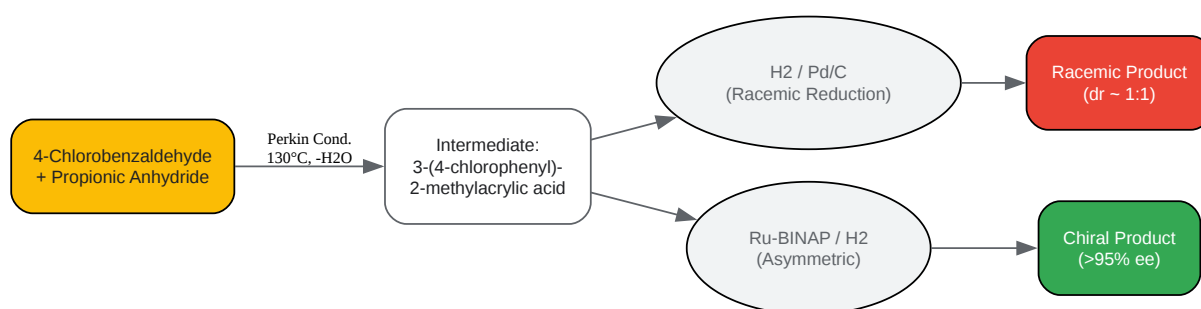 4-Chlorobenzaldehyde
+ Propionic Anhydride
Perkin Cond.
130°C, -H2O
Intermediate:
3-(4-chlorophenyl)-
2-methylacrylic acid
H2 / Pd/C
(Racemic Reduction)
Racemic Product
(dr ~ 1:1)
Ru-BINAP / H2
(Asymmetric)
Chiral Product
(>95% ee)